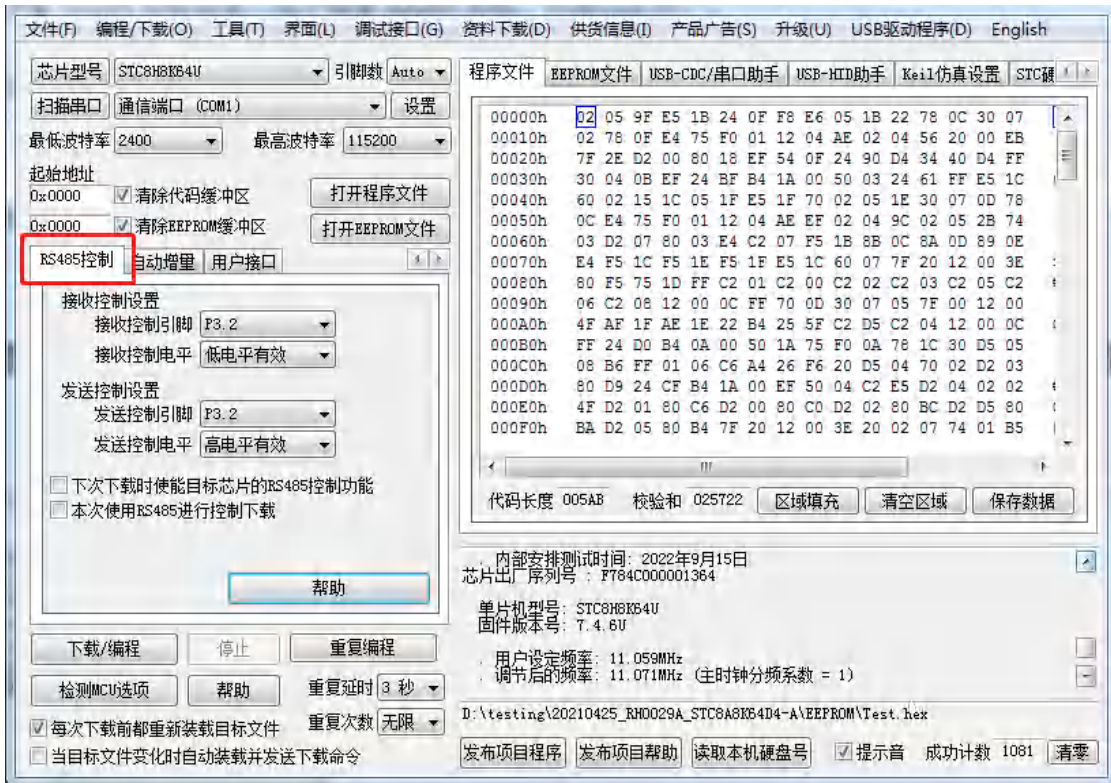 文件(F) 编程/下载(O) 工具(T) 界面(L) 调试接口(G) 资料下载(D) 供货信息(I) 产品广告(S) 升级(U) USB驱动程序(D) English
芯片型号 STC8H8K64U 引脚数 Auto
扫描串口 通信端口 (COM1) 设置
最低波特率 2400 最高波特率 115200
起始地址
0x0000 清除代码缓冲区 打开程序文件
0x0000 清除EEPROM缓冲区 打开EEPROM文件
RS485控制 自动增量 用户接口
接收控制设置
接收控制引脚 P3.2
接收控制电平 低电平有效
发送控制设置
发送控制引脚 P3.2
发送控制电平 高电平有效
下次下载时使能目标芯片的RS485控制功能
本次使用RS485进行控制下载
帮助
下载/编程 停止 重复编程
检测MCU选项 帮助 重复延时 3 秒
每次下载前都重新装载目标文件 重复次数 无限
当目标文件变化时自动装载并发送下载命令
程序文件 EEPROM文件 USB-CDC/串口助手 USB-HID助手 Keil仿真设置 STC硬
00000h 02 05 9F E5 1B 24 0F F8 E6 05 1B 22 78 0C 30 07
00010h 02 78 0F E4 75 F0 01 12 04 AE 02 04 56 20 00 EB
00020h 7F 2E D2 00 80 18 EF 54 0F 24 90 D4 34 40 D4 FF
00030h 30 04 0B EF 24 BF B4 1A 00 50 03 24 61 FF E5 1C
00040h 60 02 15 1C 05 1F E5 1F 70 02 05 1E 30 07 0D 78
00050h 0C E4 75 F0 01 12 04 AE EF 02 04 9C 02 05 2B 74
00060h 03 D2 07 80 03 E4 C2 07 F5 1B 8B 0C 8A 0D 89 0E
00070h E4 F5 1C F5 1E F5 1F E5 1C 60 07 7F 20 12 00 3E
00080h 80 F5 75 1D FF C2 01 C2 00 C2 02 C2 03 C2 05 C2
00090h 06 C2 08 12 00 0C FF 70 0D 30 07 05 7F 00 12 00
000A0h 4F AF 1F AE 1E 22 B4 25 5F C2 D5 C2 04 12 00 0C
000B0h FF 24 D0 B4 0A 00 50 1A 75 F0 0A 78 1C 30 D5 05
000C0h 08 B6 FF 01 06 C6 A4 26 F6 20 D5 04 70 02 D2 03
000D0h 80 D9 24 CF B4 1A 00 EF 50 04 C2 E5 D2 04 02 02
000E0h 4F D2 01 80 C6 D2 00 80 C0 D2 02 80 BC D2 D5 80
000F0h BA D2 05 80 B4 7F 20 12 00 3E 20 02 07 74 01 B5
代码长度 005AB 校验和 025722 区域填充 清空区域 保存数据
. 内部安排测试时间: 2022年9月15日
芯片出厂序列号 : F784C000001364
单片机型号: STC8H8K64U
固件版本号: 7.4.6U
. 用户设定频率: 11.059MHz
. 调节后的频率: 11.071MHz (主时钟分频系数 = 1)
D:\testing\20210425_RH0029A_STC8A8K64D4-A\EEPROM\Test.hex
发布项目程序 发布项目帮助 读取本机硬盘号 提示音 成功计数 1081 清零